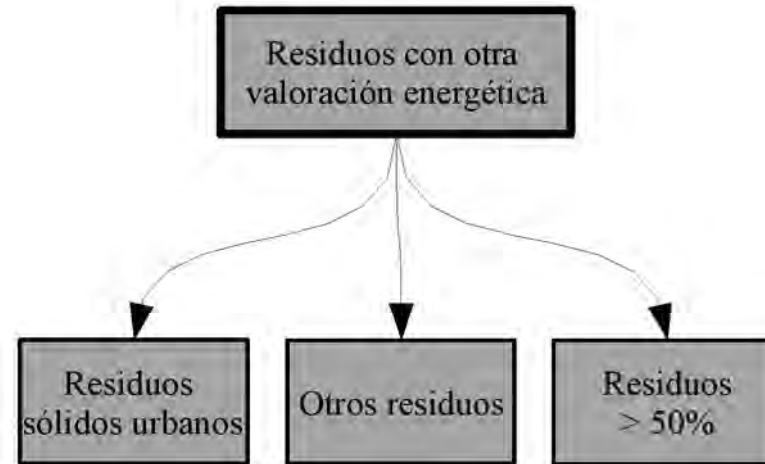 Residuos con otra
valoración energética
Residuos
sólidos urbanos
Otros residuos
Residuos
> 50%